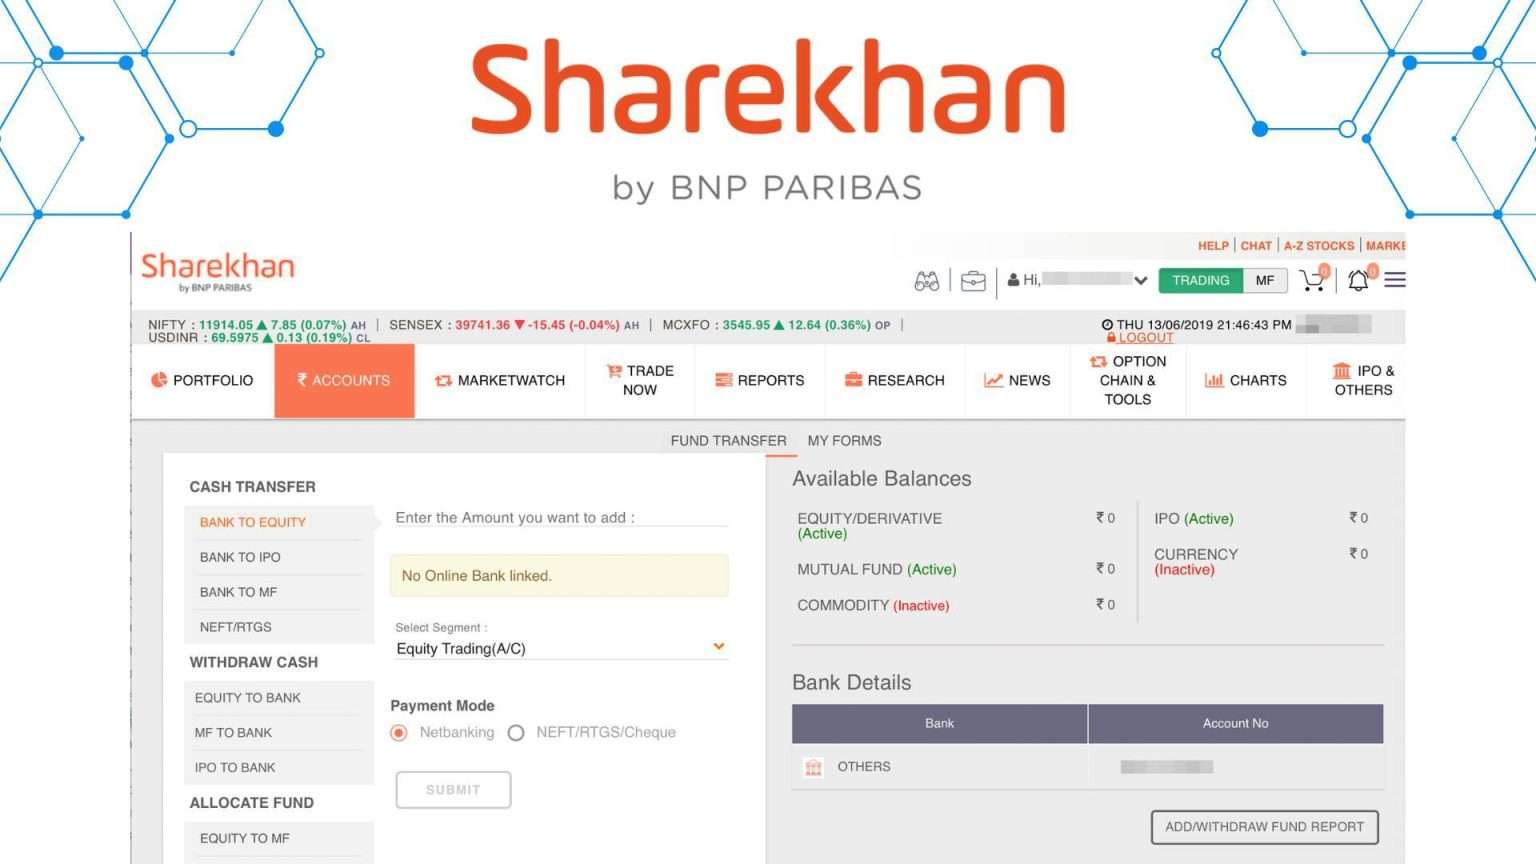 Sharekhan
by BNP PARIBAS
Sharekhan
by BNP PARIBAS
HELP | CHAT | A-Z STOCKS | MARKE
Hi,
TRADING MF 0 0
NIFTY : 11914.05 ▲ 7.85 (0.07%) AH | SENSEX : 39741.36 ▼ -15.45 (-0.04%) AH | MCXFO : 3545.95 ▲ 12.64 (0.36%) OP |
USDINR : 69.5975 ▲ 0.13 (0.19%) CL
THU 13/06/2019 21:46:43 PM
LOGOUT
PORTFOLIO
₹ ACCOUNTS
MARKETWATCH
TRADE
NOW
REPORTS
RESEARCH
NEWS
OPTION
CHAIN &
TOOLS
CHARTS
IPO &
OTHERS
FUND TRANSFER MY FORMS
CASH TRANSFER
BANK TO EQUITY
BANK TO IPO
BANK TO MF
NEFT/RTGS
WITHDRAW CASH
EQUITY TO BANK
MF TO BANK
IPO TO BANK
ALLOCATE FUND
EQUITY TO MF
Enter the Amount you want to add :
No Online Bank linked.
Select Segment :
Equity Trading(A/C)
Payment Mode
Netbanking NEFT/RTGS/Cheque
SUBMIT
Available Balances
EQUITY/DERIVATIVE ₹ 0
(Active)
MUTUAL FUND (Active) ₹ 0
COMMODITY (Inactive) ₹ 0
IPO (Active) ₹ 0
CURRENCY ₹ 0
(Inactive)
Bank Details
Bank Account No
OTHERS
ADD/WITHDRAW FUND REPORT